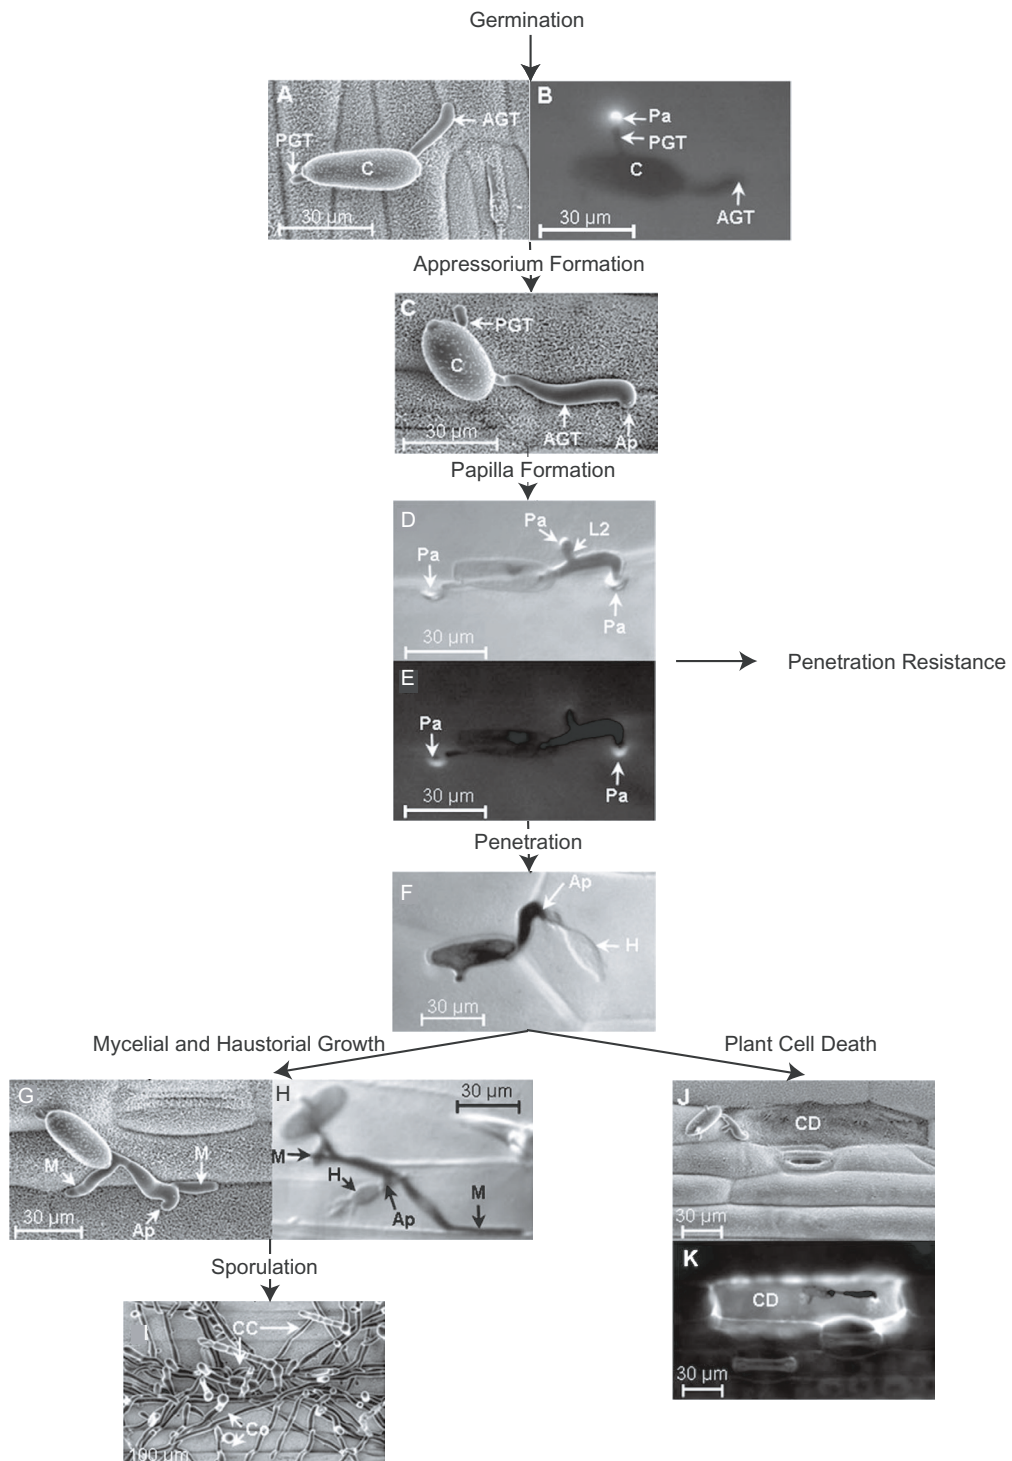 Germination
A
AGT
PGT
C
30 µm
B
Pa
PGT
C
AGT
30 µm
Appressorium Formation
C
PGT
C
30 µm
AGT
Ap
Papilla Formation
D
Pa
L2
Pa
Pa
30 µm
Penetration Resistance
E
Pa
Pa
30 µm
Penetration
F
Ap
H
30 µm
Mycelial and Haustorial Growth
Plant Cell Death
G
M
M
Ap
30 µm
H
30 µm
M
H
Ap
M
J
CD
30 µm
K
CD
30 µm
Sporulation
I
CC
Co
100 µm